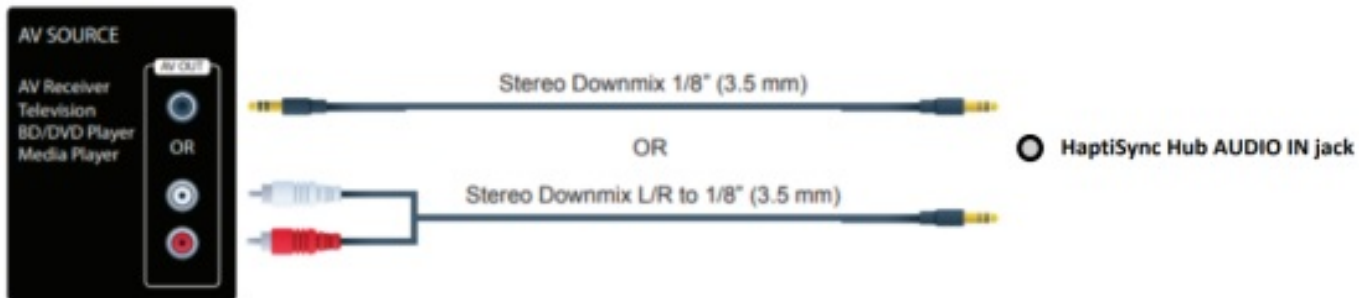 AV SOURCE
AV OUT
AV Receiver
Television
BD/DVD Player
Media Player
OR
Stereo Downmix 1/8" (3.5 mm)
OR
Stereo Downmix L/R to 1/8" (3.5 mm)
HaptiSync Hub AUDIO IN jack